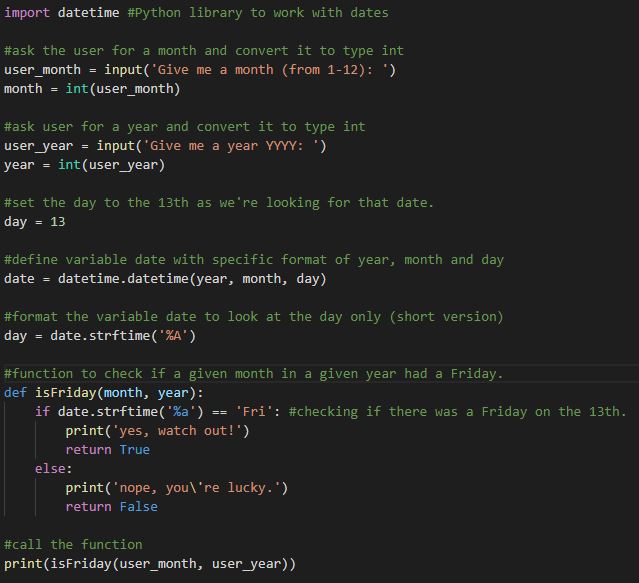 import datetime #Python library to work with dates

#ask the user for a month and convert it to type int
user_month = input('Give me a month (from 1-12): ')
month = int(user_month)

#ask user for a year and convert it to type int
user_year = input('Give me a year YYYY: ')
year = int(user_year)

#set the day to the 13th as we're looking for that date.
day = 13

#define variable date with specific format of year, month and day
date = datetime.datetime(year, month, day)

#format the variable date to look at the day only (short version)
day = date.strftime('%A')

#function to check if a given month in a given year had a Friday.
def isFriday(month, year):
    if date.strftime('%a') == 'Fri': #checking if there was a Friday on the 13th.
        print('yes, watch out!')
        return True
    else:
        print('nope, you\'re lucky.')
        return False

#call the function
print(isFriday(user_month, user_year))